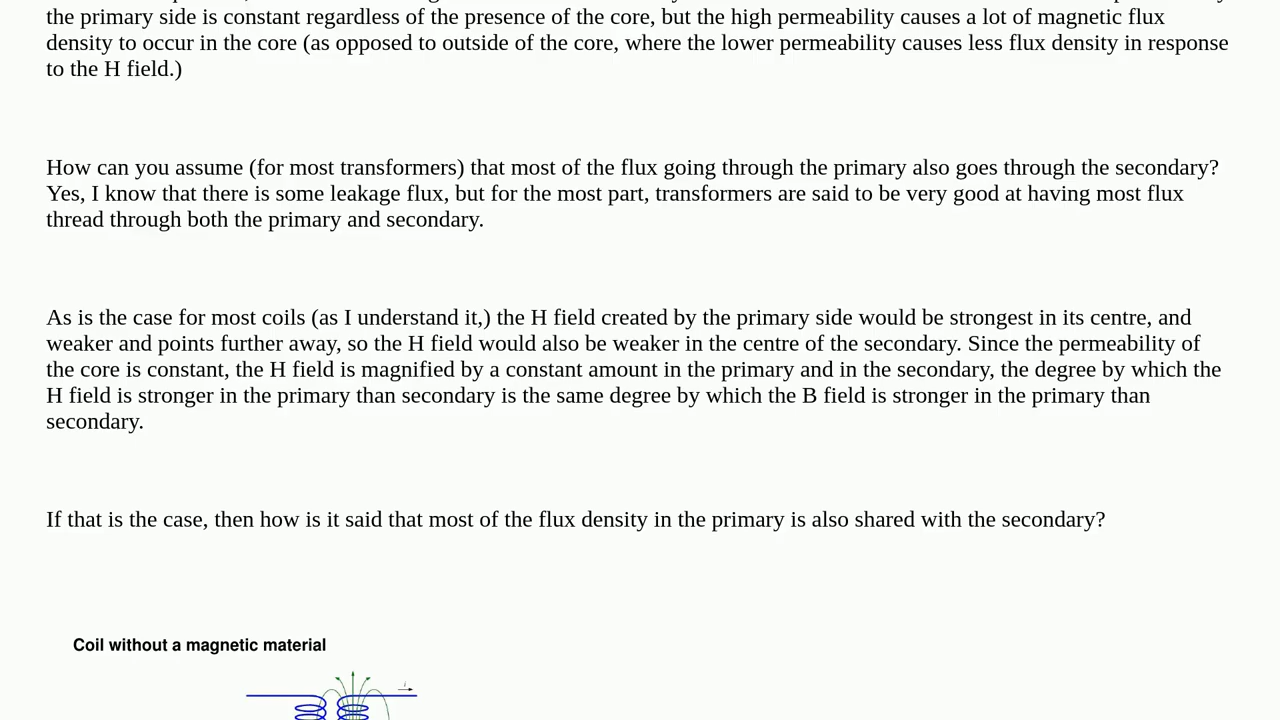 the primary side is constant regardless of the presence of the core, but the high permeability causes a lot of magnetic flux
density to occur in the core (as opposed to outside of the core, where the lower permeability causes less flux density in response
to the H field.)
How can you assume (for most transformers) that most of the flux going through the primary also goes through the secondary?
Yes, I know that there is some leakage flux, but for the most part, transformers are said to be very good at having most flux
thread through both the primary and secondary.
As is the case for most coils (as I understand it,) the H field created by the primary side would be strongest in its centre, and
weaker and points further away, so the H field would also be weaker in the centre of the secondary. Since the permeability of
the core is constant, the H field is magnified by a constant amount in the primary and in the secondary, the degree by which the
H field is stronger in the primary than secondary is the same degree by which the B field is stronger in the primary than
secondary.
If that is the case, then how is it said that most of the flux density in the primary is also shared with the secondary?
Coil without a magnetic material